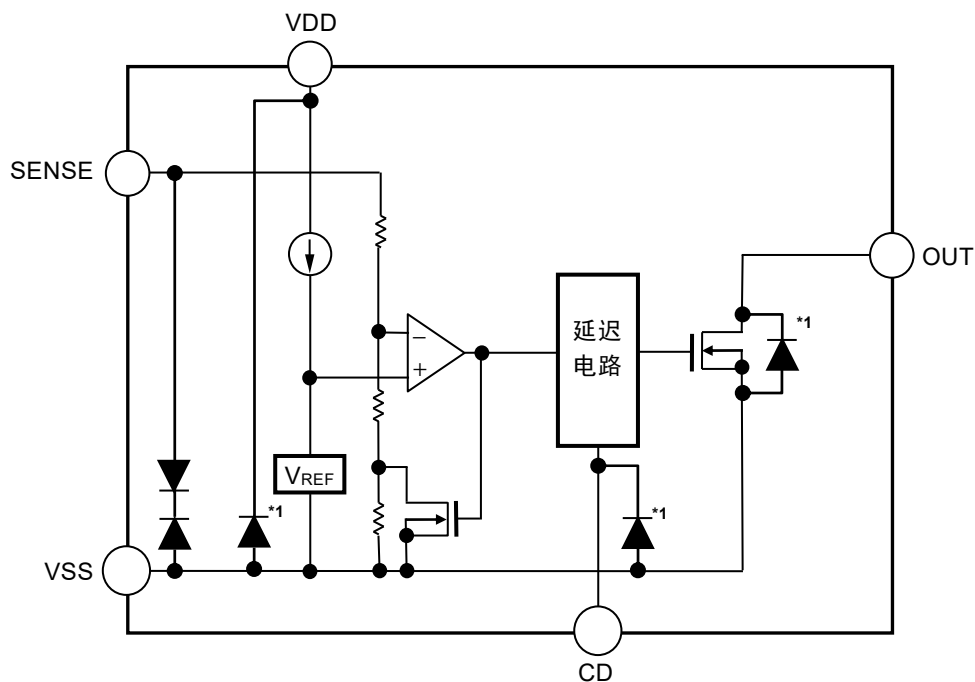 VDD
SENSE
OUT
延迟
电路
*1
−
+
VREF
*1
*1
VSS
CD